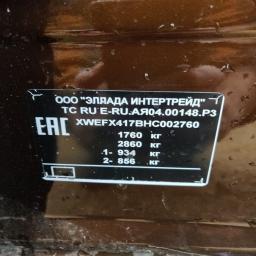 ООО "ЭЛЛАДА ИНТЕРТРЕЙД"
ТС RU E-RU.АЯ04.00148.Р3
EAC XWEFX417BHC002760
1760 кг
2860 кг
1- 934 кг
2- 856 кг